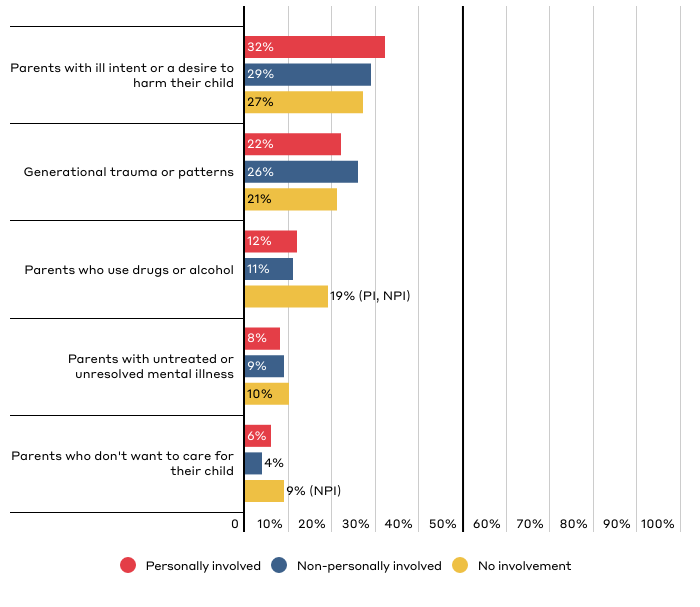 Parents with ill intent or a desire to
harm their child
32%
29%
27%
Generational trauma or patterns
22%
26%
21%
Parents who use drugs or alcohol
12%
11%
19% (PI, NPI)
Parents with untreated or
unresolved mental illness
8%
9%
10%
Parents who don't want to care for
their child
6%
4%
9% (NPI)
0 10% 20% 30% 40% 50% 60% 70% 80% 90% 100%
Personally involved Non-personally involved No involvement